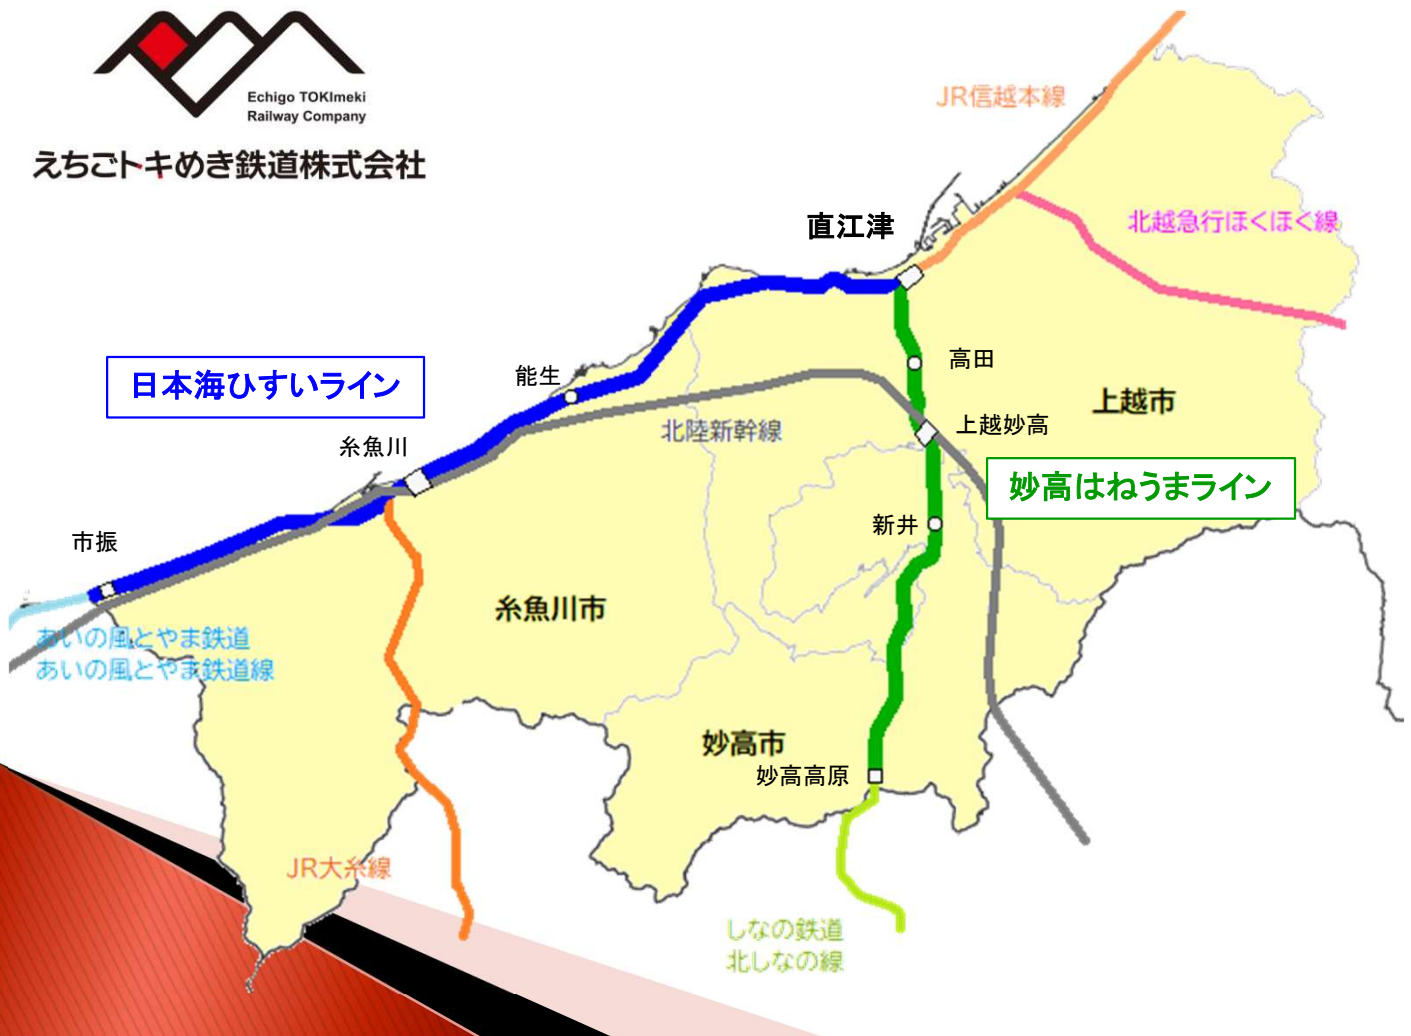 Echigo TOKImeki
Railway Company
えちごトキめき鉄道株式会社
JR信越本線
直江津
北越急行ほくほく線
高田
日本海ひすいライン
能生
上越市
北陸新幹線
上越妙高
糸魚川
妙高はねうまライン
新井
市振
糸魚川市
あいの風とやま鉄道
あいの風とやま鉄道線
妙高市
妙高高原
JR大糸線
しなの鉄道
北しなの線